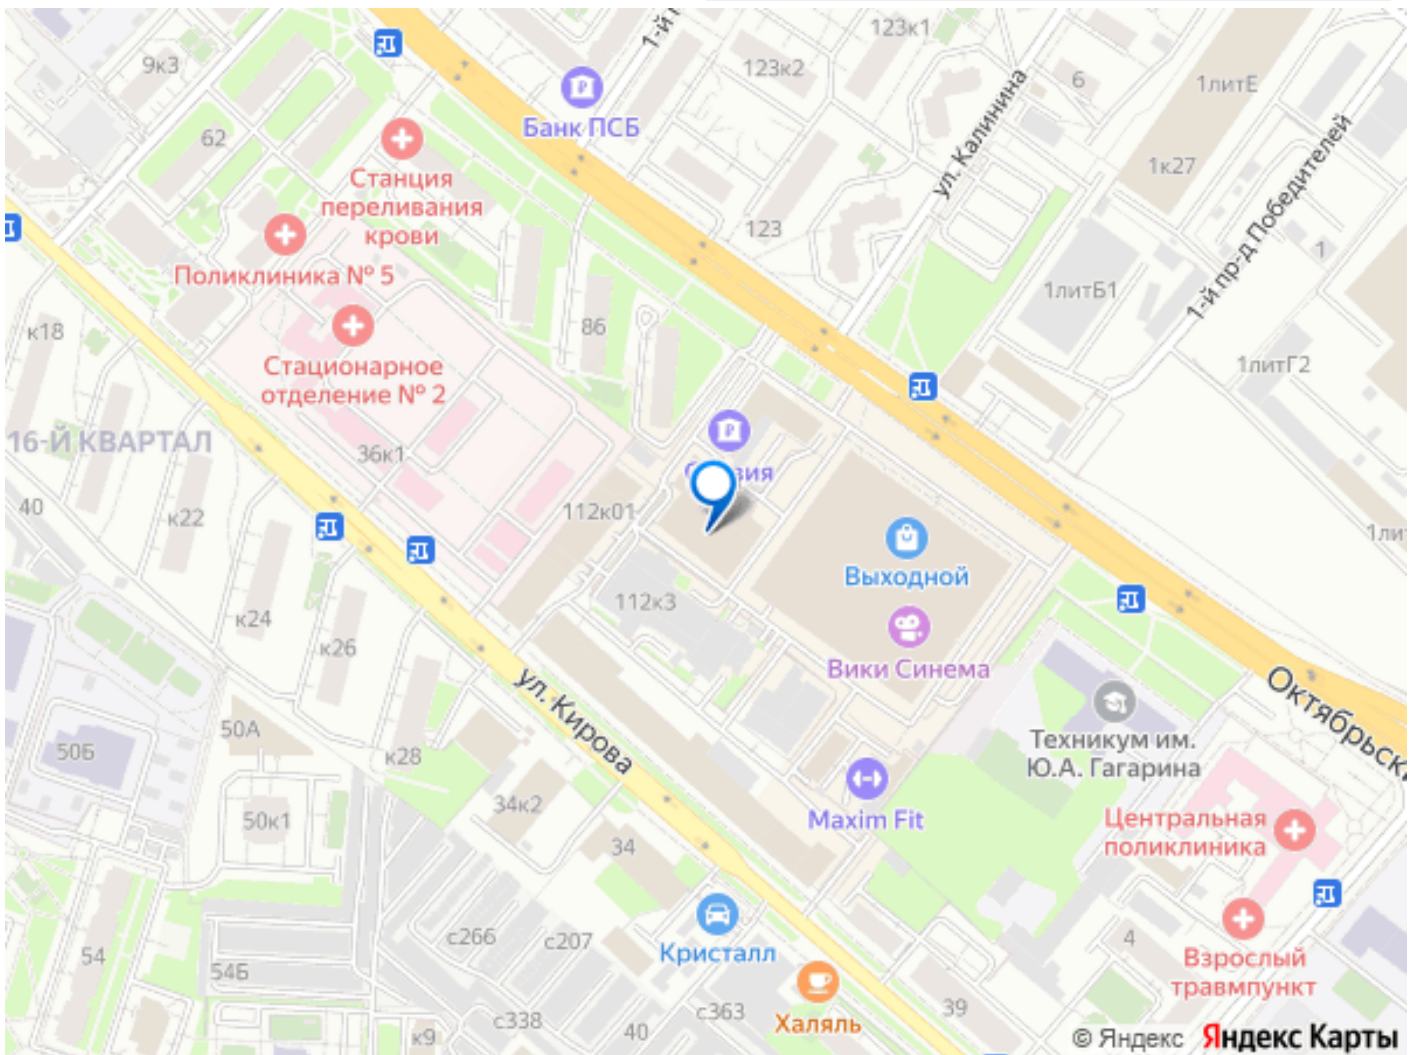 1-й
123к1
9к3
123к2
6
1литЕ
Банк ПСБ
62
ул. Калинина
1к27
Станция
переливания
крови
123
1-й пр-д Победителей
1
Поликлиника № 5
1литБ1
к18
86
Стационарное
отделение № 2
1литГ2
16-Й КВАРТАЛ
36к1
40
к22
112к01
Выходной
112к3
к24
к26
Вики Синема
ул. Кирова
Октябрьски
50А
50Б
к28
Техникум им.
Ю.А. Гагарина
34к2
50к1
Maxim Fit
Центральная
поликлиника
34
с266
с207
Кристалл
54
54Б
4
Взрослый
травмпункт
с338
40
с363
Халяль
39
к9
© Яндекс Яндекс Карты